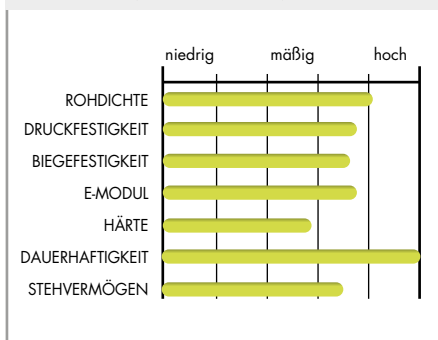 niedrig mäßig hoch
ROHDICHTE
DRUCKFESTIGKEIT
BIEGEFESTIGKEIT
E-MODUL
HÄRTE
DAUERHAFTIGKEIT
STEHVERMÖGEN